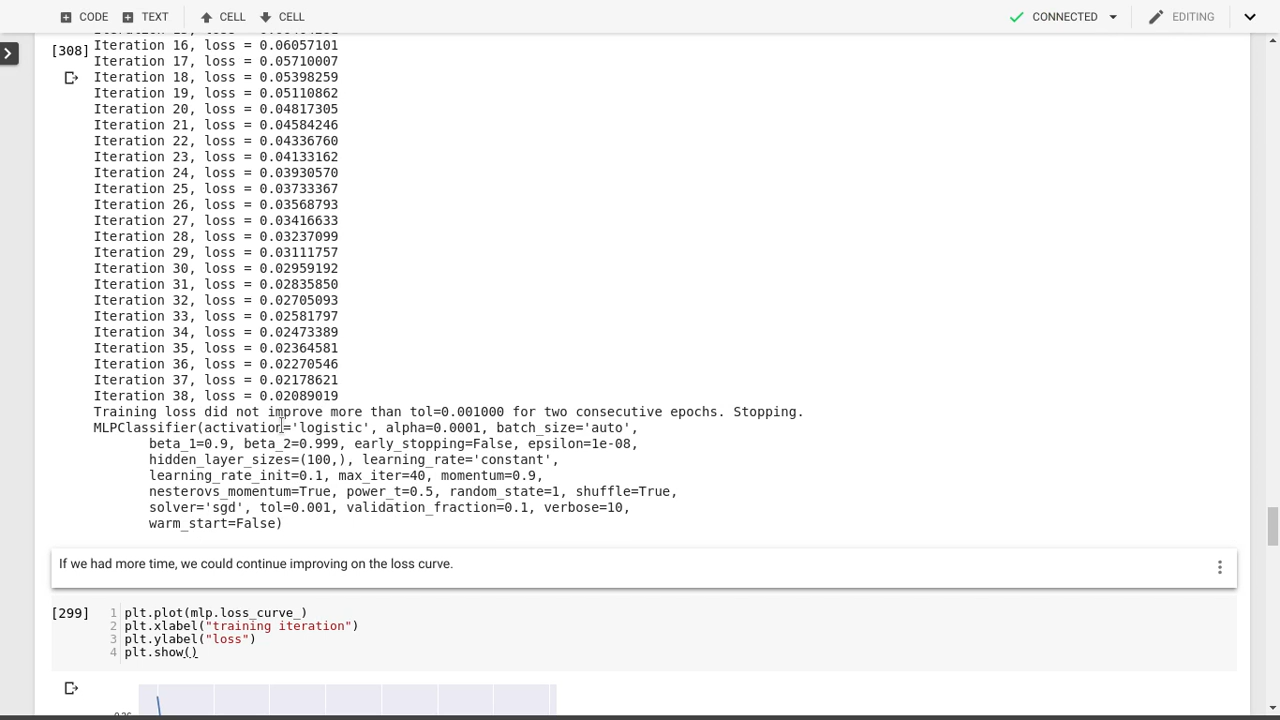 CODE TEXT CELL CELL CONNECTED EDITING
[308]
Iteration 16, loss = 0.06057101
Iteration 17, loss = 0.05710007
Iteration 18, loss = 0.05398259
Iteration 19, loss = 0.05110862
Iteration 20, loss = 0.04817305
Iteration 21, loss = 0.04584246
Iteration 22, loss = 0.04336760
Iteration 23, loss = 0.04133162
Iteration 24, loss = 0.03930570
Iteration 25, loss = 0.03733367
Iteration 26, loss = 0.03568793
Iteration 27, loss = 0.03416633
Iteration 28, loss = 0.03237099
Iteration 29, loss = 0.03111757
Iteration 30, loss = 0.02959192
Iteration 31, loss = 0.02835850
Iteration 32, loss = 0.02705093
Iteration 33, loss = 0.02581797
Iteration 34, loss = 0.02473389
Iteration 35, loss = 0.02364581
Iteration 36, loss = 0.02270546
Iteration 37, loss = 0.02178621
Iteration 38, loss = 0.02089019
Training loss did not improve more than tol=0.001000 for two consecutive epochs. Stopping.
MLPClassifier(activation='logistic', alpha=0.0001, batch_size='auto',
beta_1=0.9, beta_2=0.999, early_stopping=False, epsilon=1e-08,
hidden_layer_sizes=(100,), learning_rate='constant',
learning_rate_init=0.1, max_iter=40, momentum=0.9,
nesterovs_momentum=True, power_t=0.5, random_state=1, shuffle=True,
solver='sgd', tol=0.001, validation_fraction=0.1, verbose=10,
warm_start=False)
If we had more time, we could continue improving on the loss curve.
[299] 1 plt.plot(mlp.loss_curve_)
2 plt.xlabel("training iteration")
3 plt.ylabel("loss")
4 plt.show()